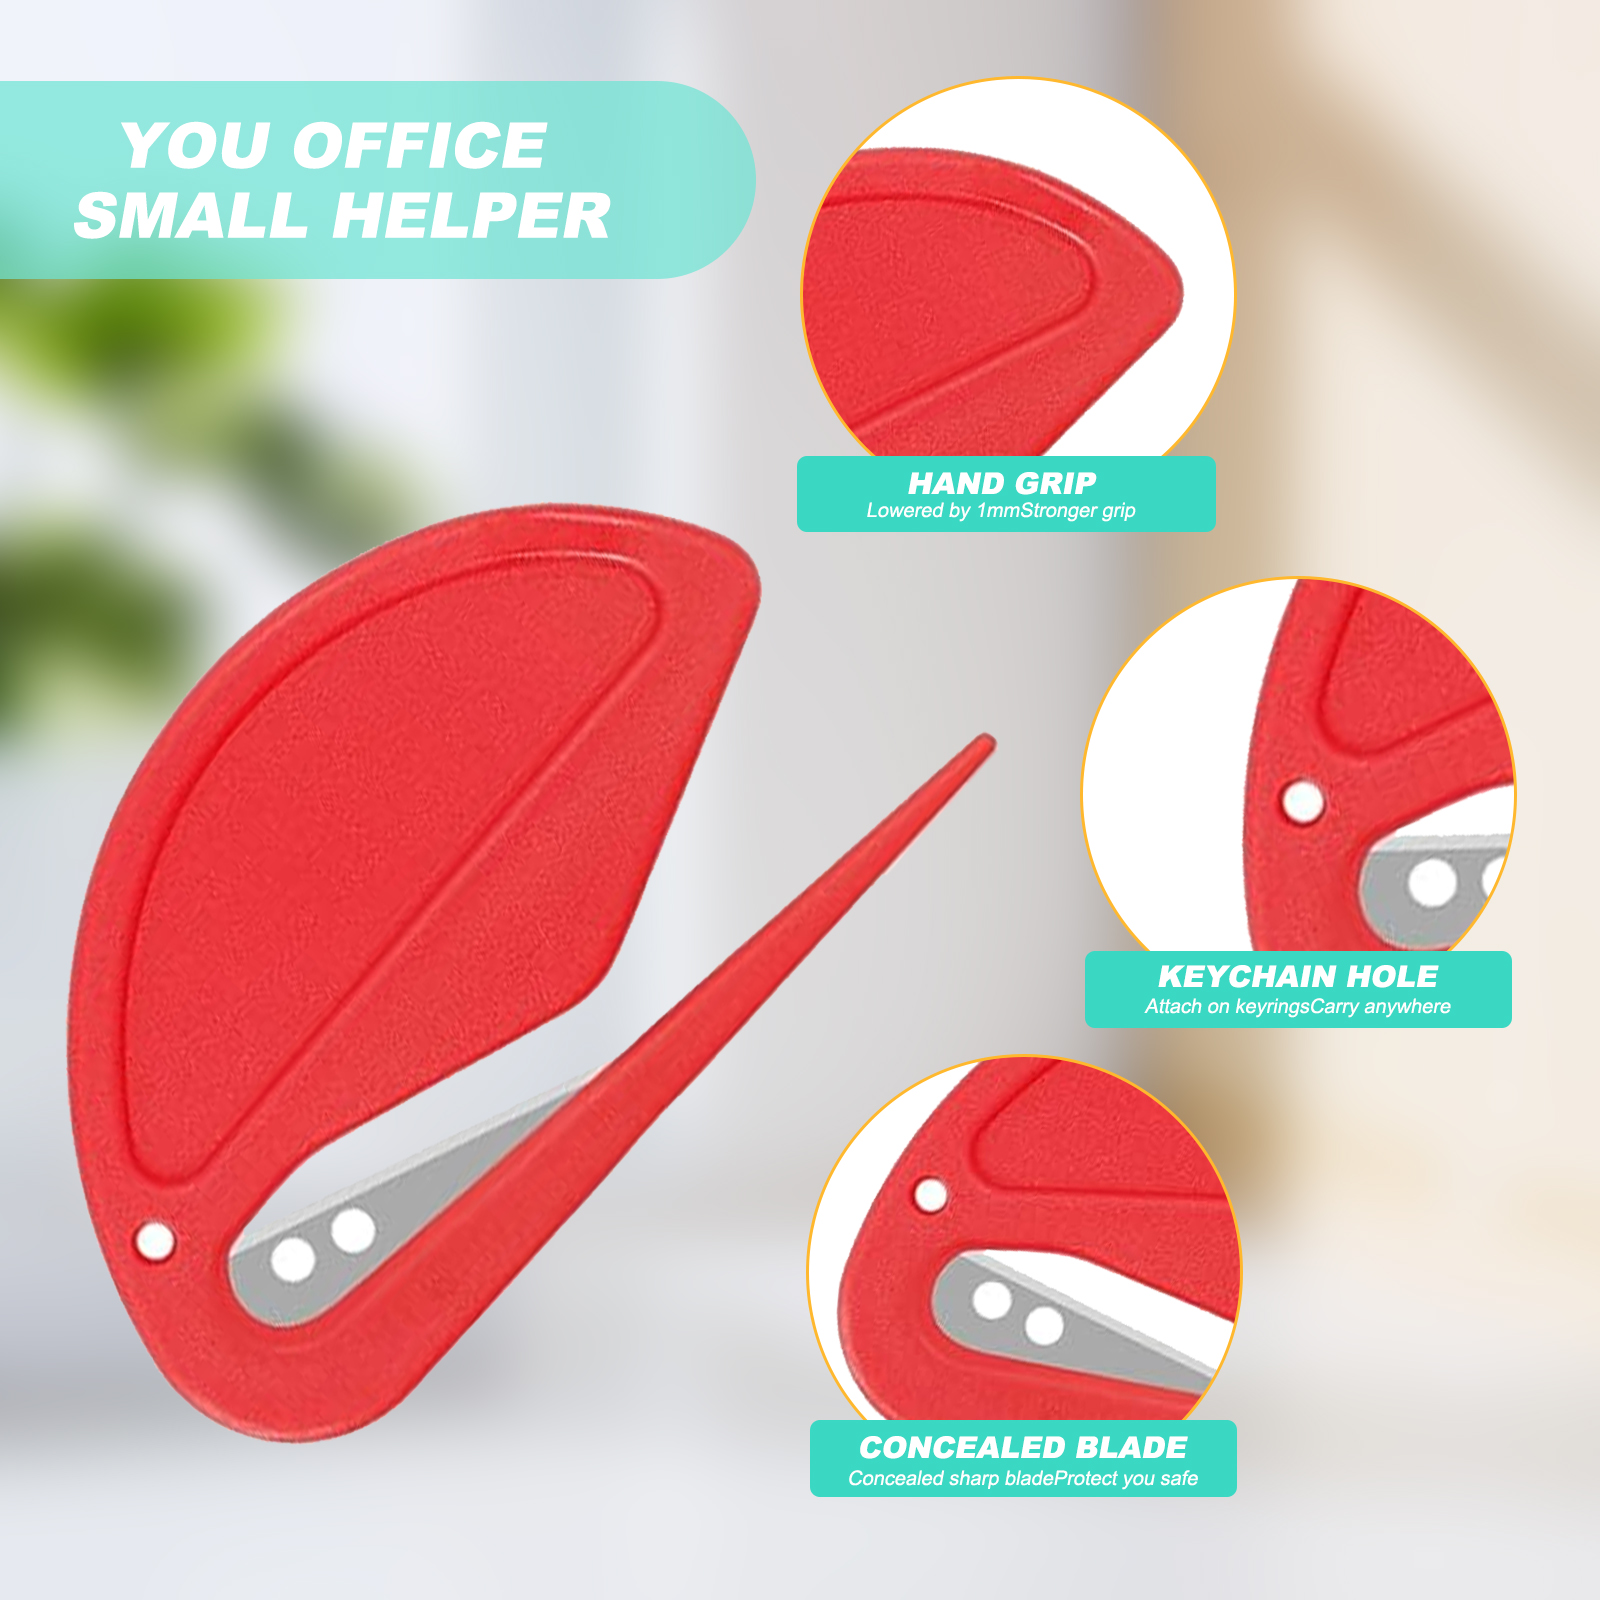 YOU OFFICE
SMALL HELPER
HAND GRIP
Lowered by 1mmStronger grip
KEYCHAIN HOLE
Attach on keyringsCarry anywhere
CONCEALED BLADE
Concealed sharp bladeProtect you safe